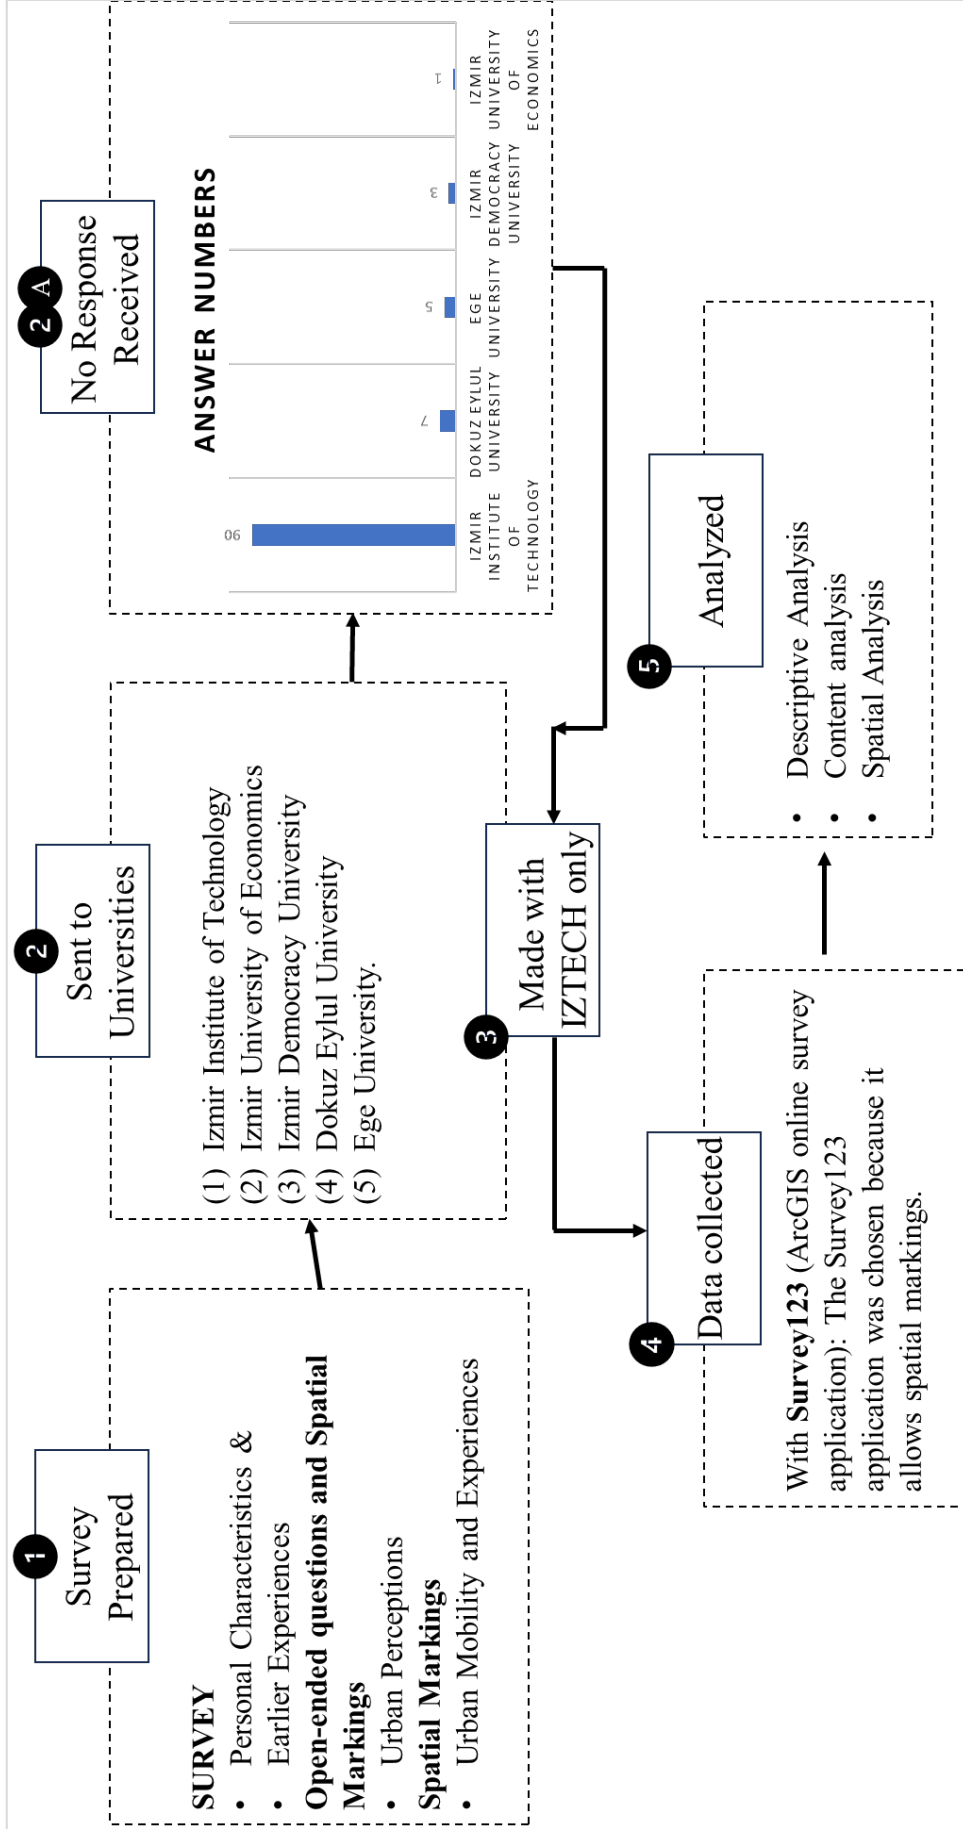 1
Survey
Prepared
SURVEY
• Personal Characteristics &
• Earlier Experiences
Open-ended questions and Spatial
Markings
• Urban Perceptions
Spatial Markings
• Urban Mobility and Experiences
2
Sent to
Universities
(1) Izmir Institute of Technology
(2) Izmir University of Economics
(3) Izmir Democracy University
(4) Dokuz Eylul University
(5) Ege University.
2 A
No Response
Received
ANSWER NUMBERS
90
7
5
3
1
IZMIR
INSTITUTE
OF
TECHNOLOGY
DOKUZ EYLUL
UNIVERSITY
EGE
UNIVERSITY
IZMIR
DEMOCRACY
UNIVERSITY
IZMIR
UNIVERSITY
OF
ECONOMICS
3
Made with
IZTECH only
4
Data collected
With Survey123 (ArcGIS online survey
application): The Survey123
application was chosen because it
allows spatial markings.
5
Analyzed
• Descriptive Analysis
• Content analysis
• Spatial Analysis